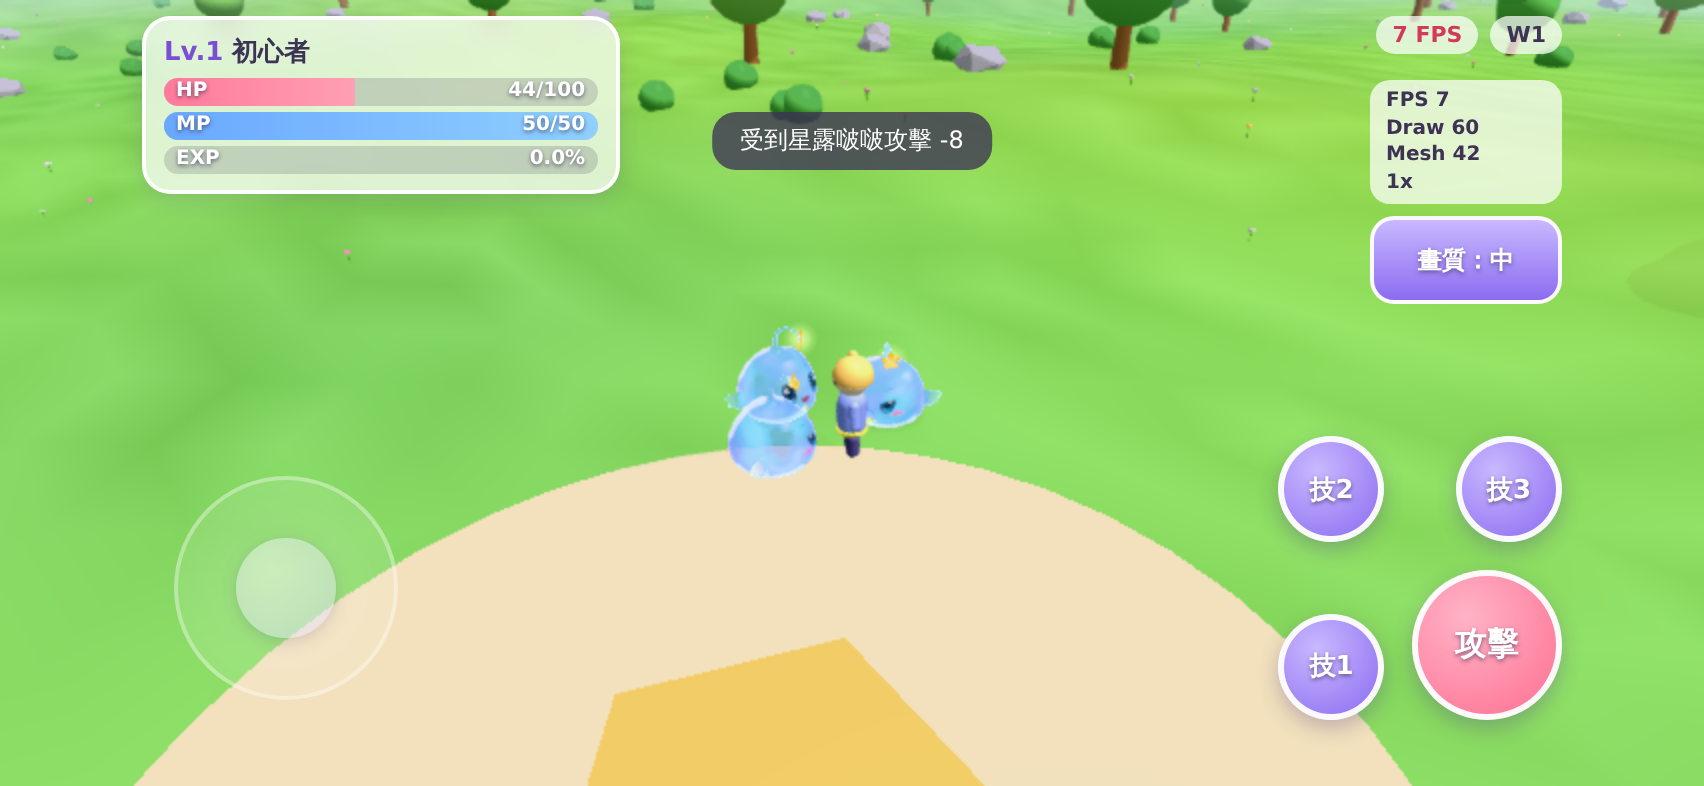 Lv.1 初心者
HP 44/100
MP 50/50
EXP 0.0%
受到星露啵啵攻擊 -8
7 FPS
W1
FPS 7
Draw 60
Mesh 42
1x
畫質：中
技2
技3
技1
攻擊